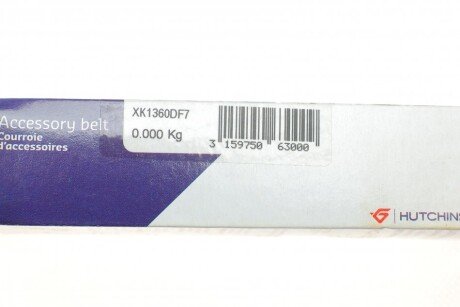 Accessory belt
Courroie
d'accessoires
XK1360DF7
0.000 Kg
3 159750 63000
HUTCHINS